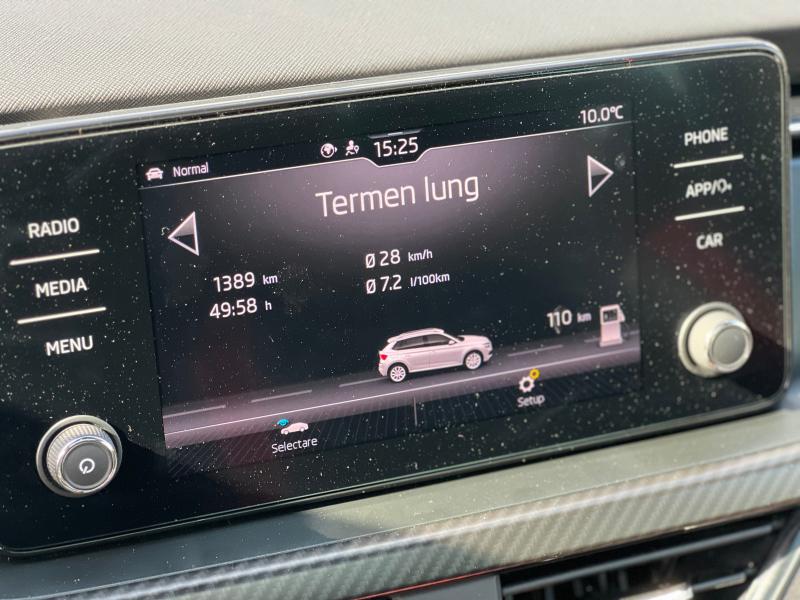 15:25
-10.0°C
Normal
Termen lung
1389 km
49:58 h
Ø 28 km/h
Ø 7.2 l/100km
110 km
Selectare
Setup
RADIO
MEDIA
MENU
PHONE
APP/
CAR